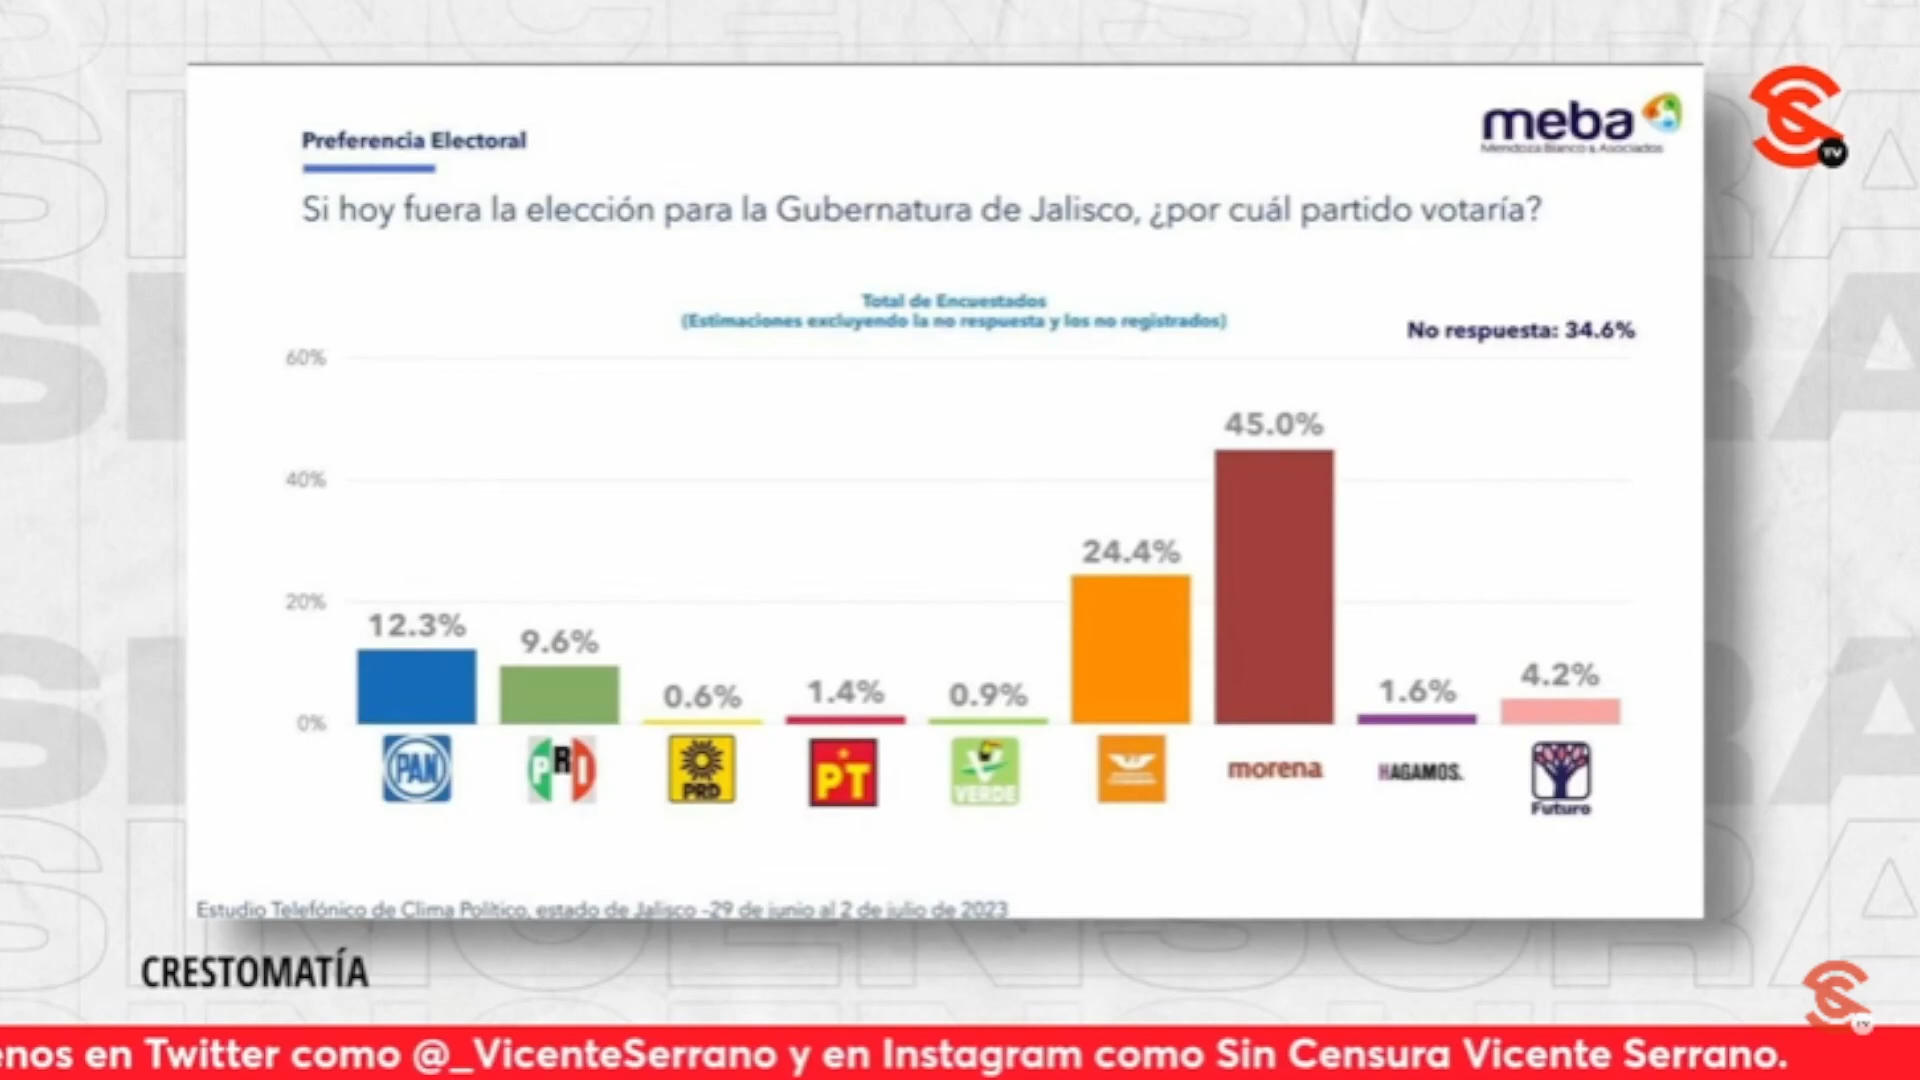 meba
Mendoza Blanco & Asociados
TV
Preferencia Electoral
Si hoy fuera la elección para la Gubernatura de Jalisco, ¿por cuál partido votaría?
Total de Encuestados
(Estimaciones excluyendo la no respuesta y los no registrados)
No respuesta: 34.6%
60%
40%
20%
0%
12.3%
9.6%
0.6%
1.4%
0.9%
24.4%
45.0%
1.6%
4.2%
PAN
PRI
PRD
PT
VERDE
morena
HAGAMOS.
Futuro
Estudio Telefónico de Clima Político, estado de Jalisco -29 de junio al 2 de julio de 2023
CRESTOMATÍA
TV
enos en Twitter como @_VicenteSerrano y en Instagram como Sin Censura Vicente Serrano.